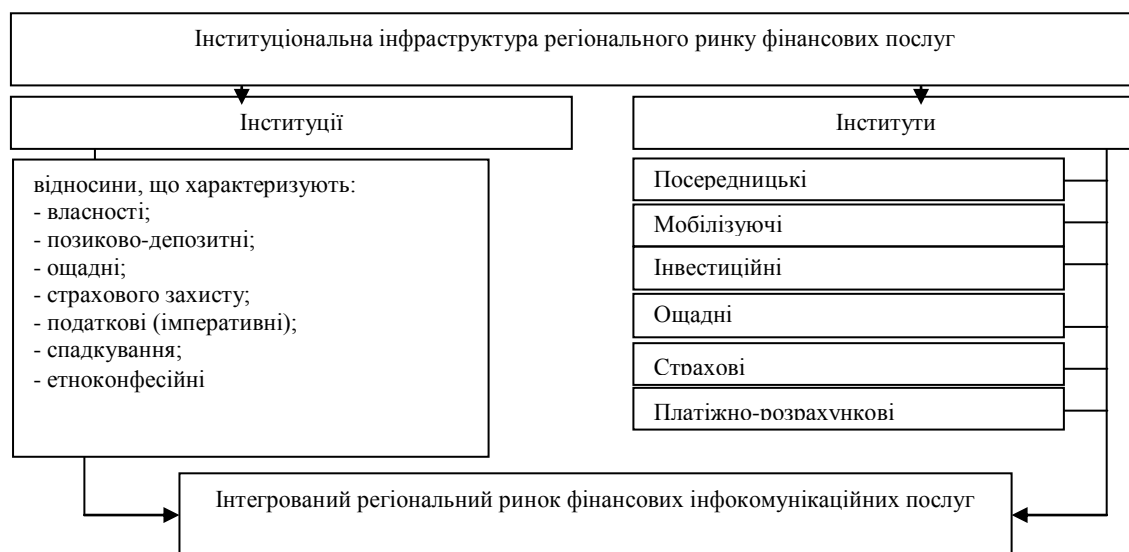 Інституціональна інфраструктура регіонального ринку фінансових послуг
Інституції
Інститути
відносини, що характеризують:
- власності;
- позиково-депозитні;
- ощадні;
- страхового захисту;
- податкові (імперативні);
- спадкування;
- етноконфесійні
Посередницькі
Мобілізуючі
Інвестиційні
Ощадні
Страхові
Платіжно-розрахункові
Інтегрований регіональний ринок фінансових інфокомунікаційних послуг